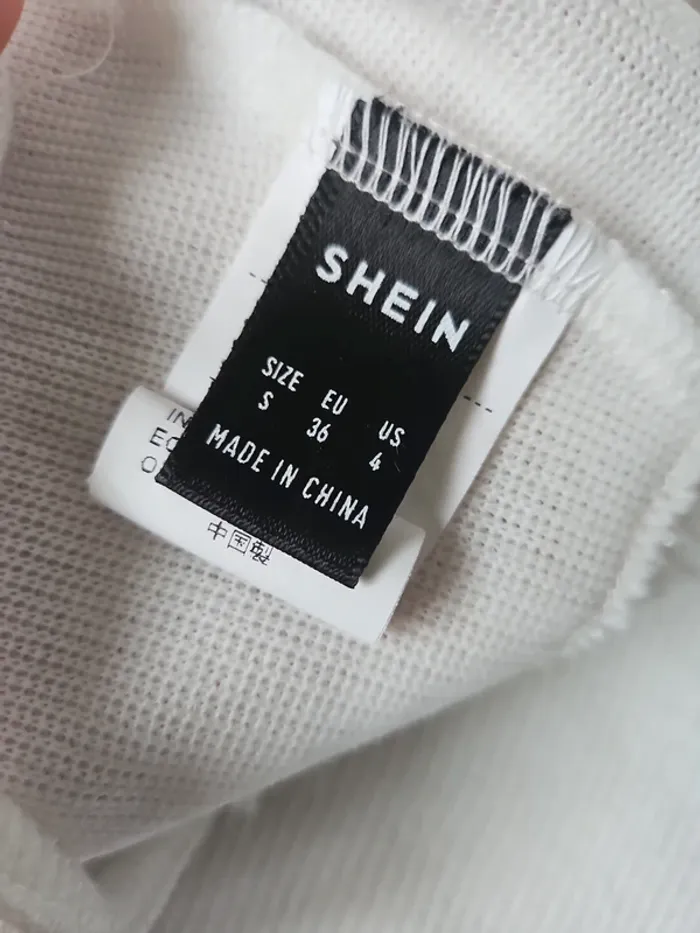 SHEIN
SIZE EU US
S 36 4
MADE IN CHINA
中国製